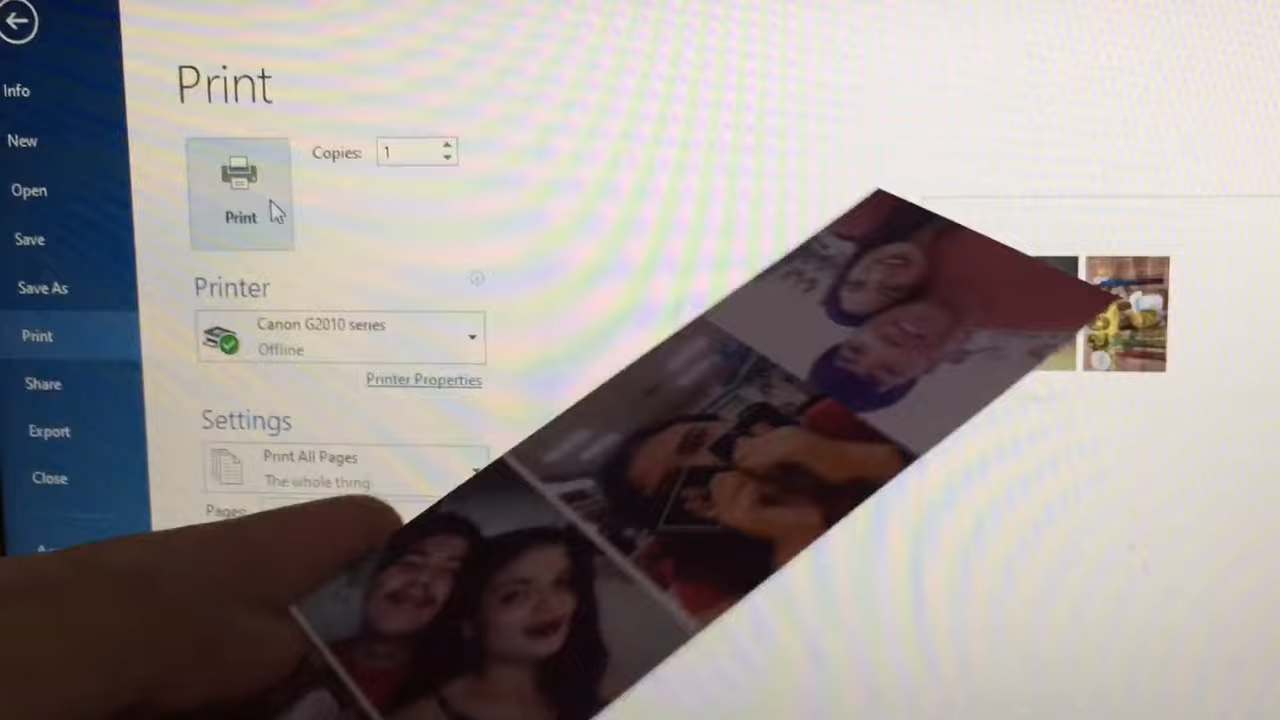 Print
Info
New
Open
Save
Save As
Print
Share
Export
Close
Copies:
1
Print
Printer
Canon G2010 series
Offline
Printer Properties
Settings
Print All Pages
The whole thing
Pages: